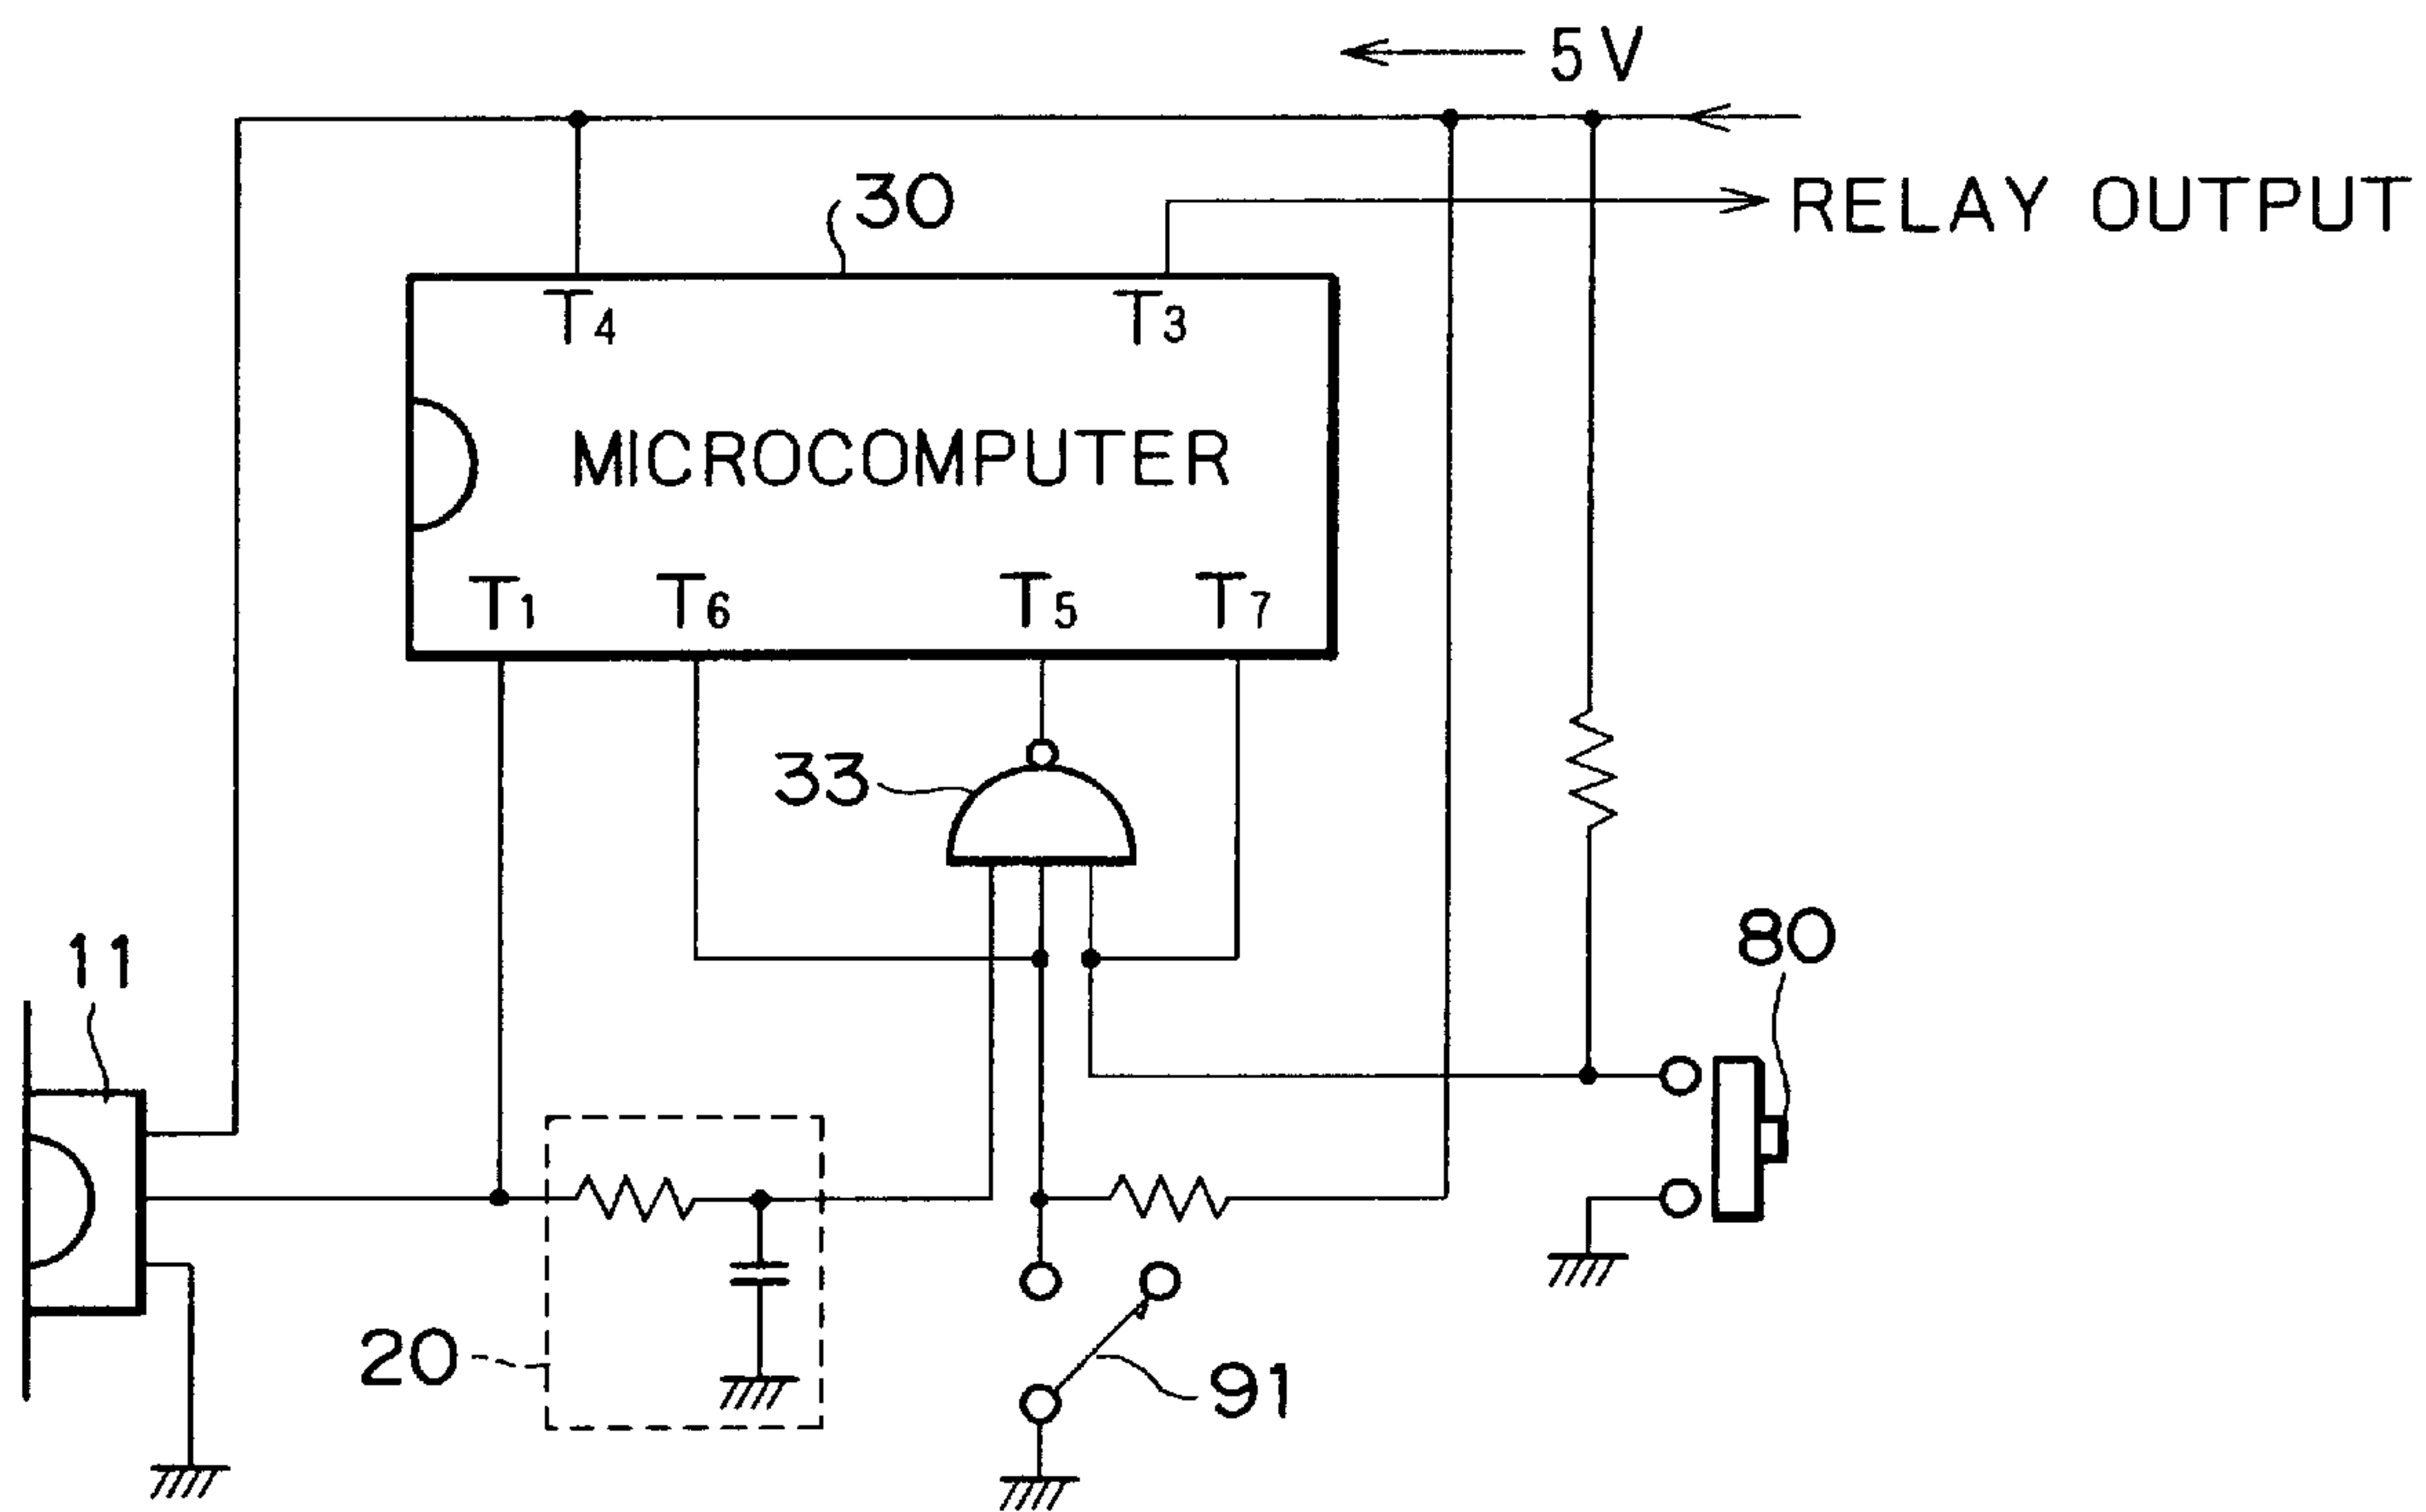 5V
RELAY OUTPUT
30
T4 T3
MICROCOMPUTER
T1 T6 T5 T7
33
11
80
20
91